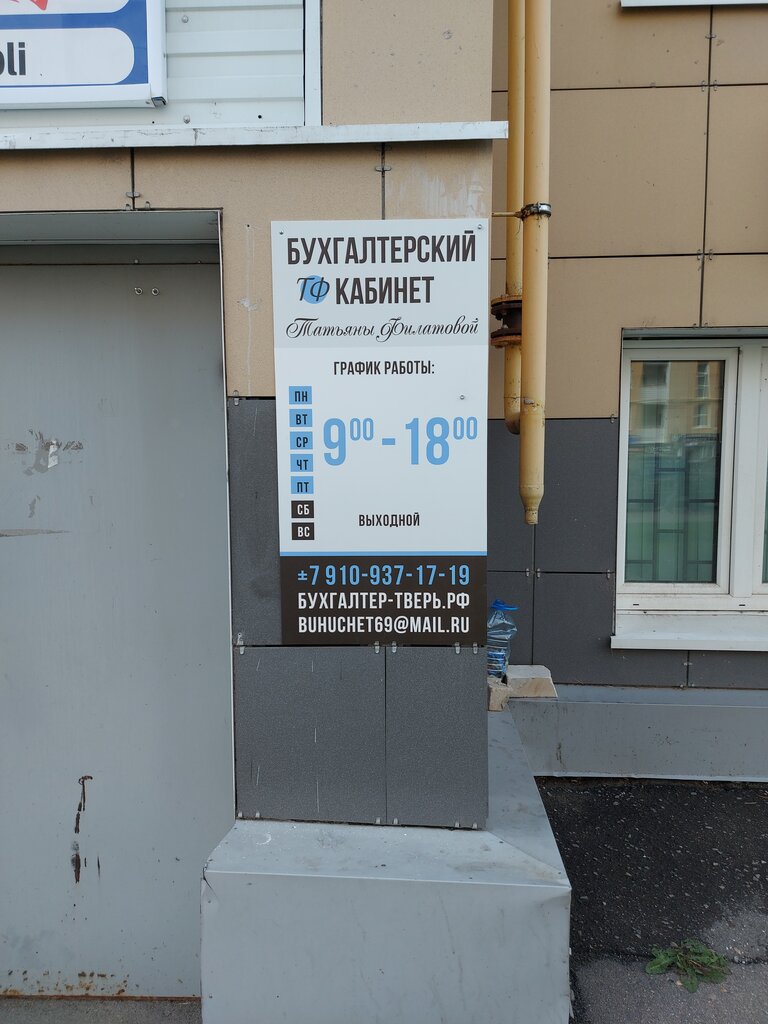 oli
БУХГАЛТЕРСКИЙ
ТФ КАБИНЕТ
Татьяны Филатовой
ГРАФИК РАБОТЫ:
ПН
ВТ
СР
ЧТ
ПТ
9⁰⁰ - 18⁰⁰
СБ
ВС
ВЫХОДНОЙ
±7 910-937-17-19
БУХГАЛТЕР-ТВЕРЬ.РФ
BUHUCHET69@MAIL.RU